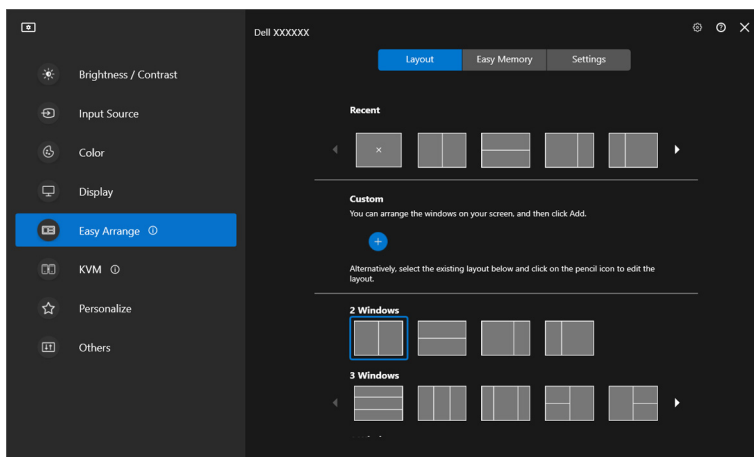 Dell XXXXXX
Brightness / Contrast
Input Source
Color
Display
Easy Arrange
KVM
Personalize
Others
Layout
Easy Memory
Settings
Recent
Custom
You can arrange the windows on your screen, and then click Add.
Alternatively, select the existing layout below and click on the pencil icon to edit the
layout.
2 Windows
3 Windows